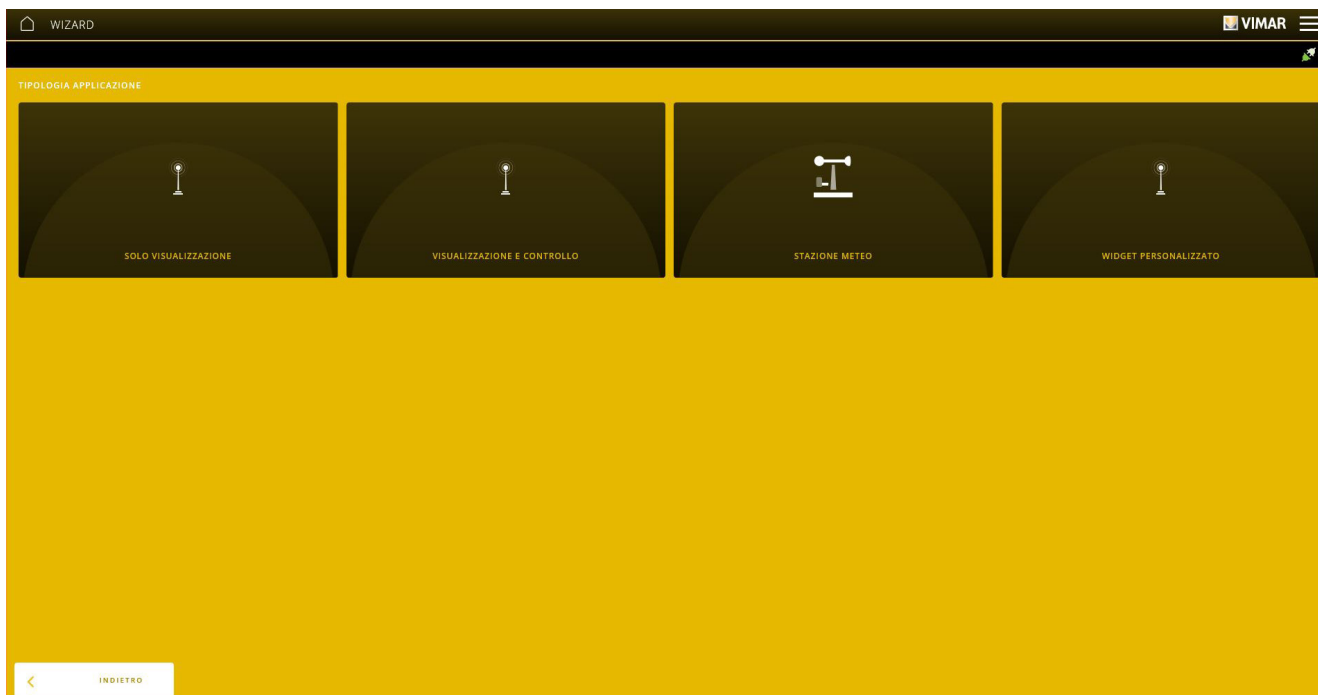 WIZARD
VIMAR
TIPOLOGIA APPLICAZIONE
SOLO VISUALIZZAZIONE
VISUALIZZAZIONE E CONTROLLO
STAZIONE METEO
WIDGET PERSONALIZZATO
INDIETRO